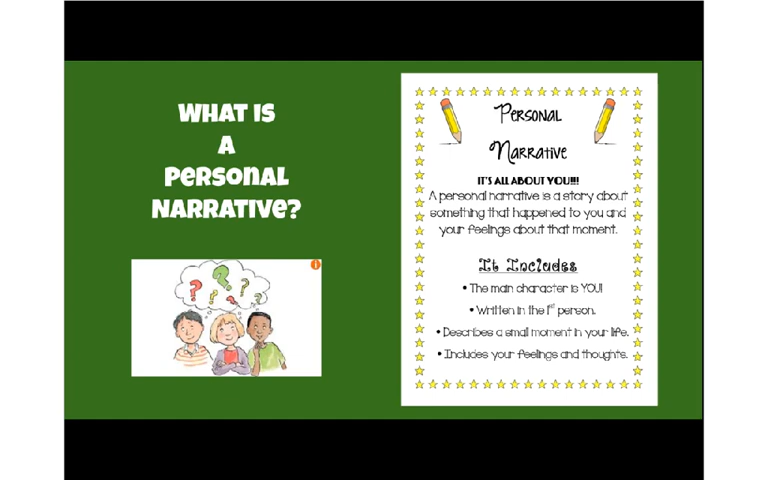 What is
a
Personal
Narrative?
Personal
Narrative
IT'S ALL ABOUT YOU!!!!
A personal narrative is a story about
something that happened to you and
your feelings about that moment.
It Includes
• The main character is YOU!
• Written in the 1st person.
• Describes a small moment in your life.
• Includes your feelings and thoughts.